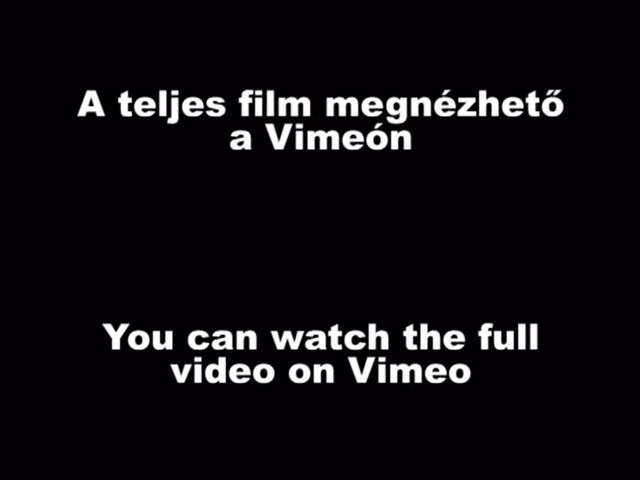 A teljes film megnézhető
a Vimeón
You can watch the full
video on Vimeo